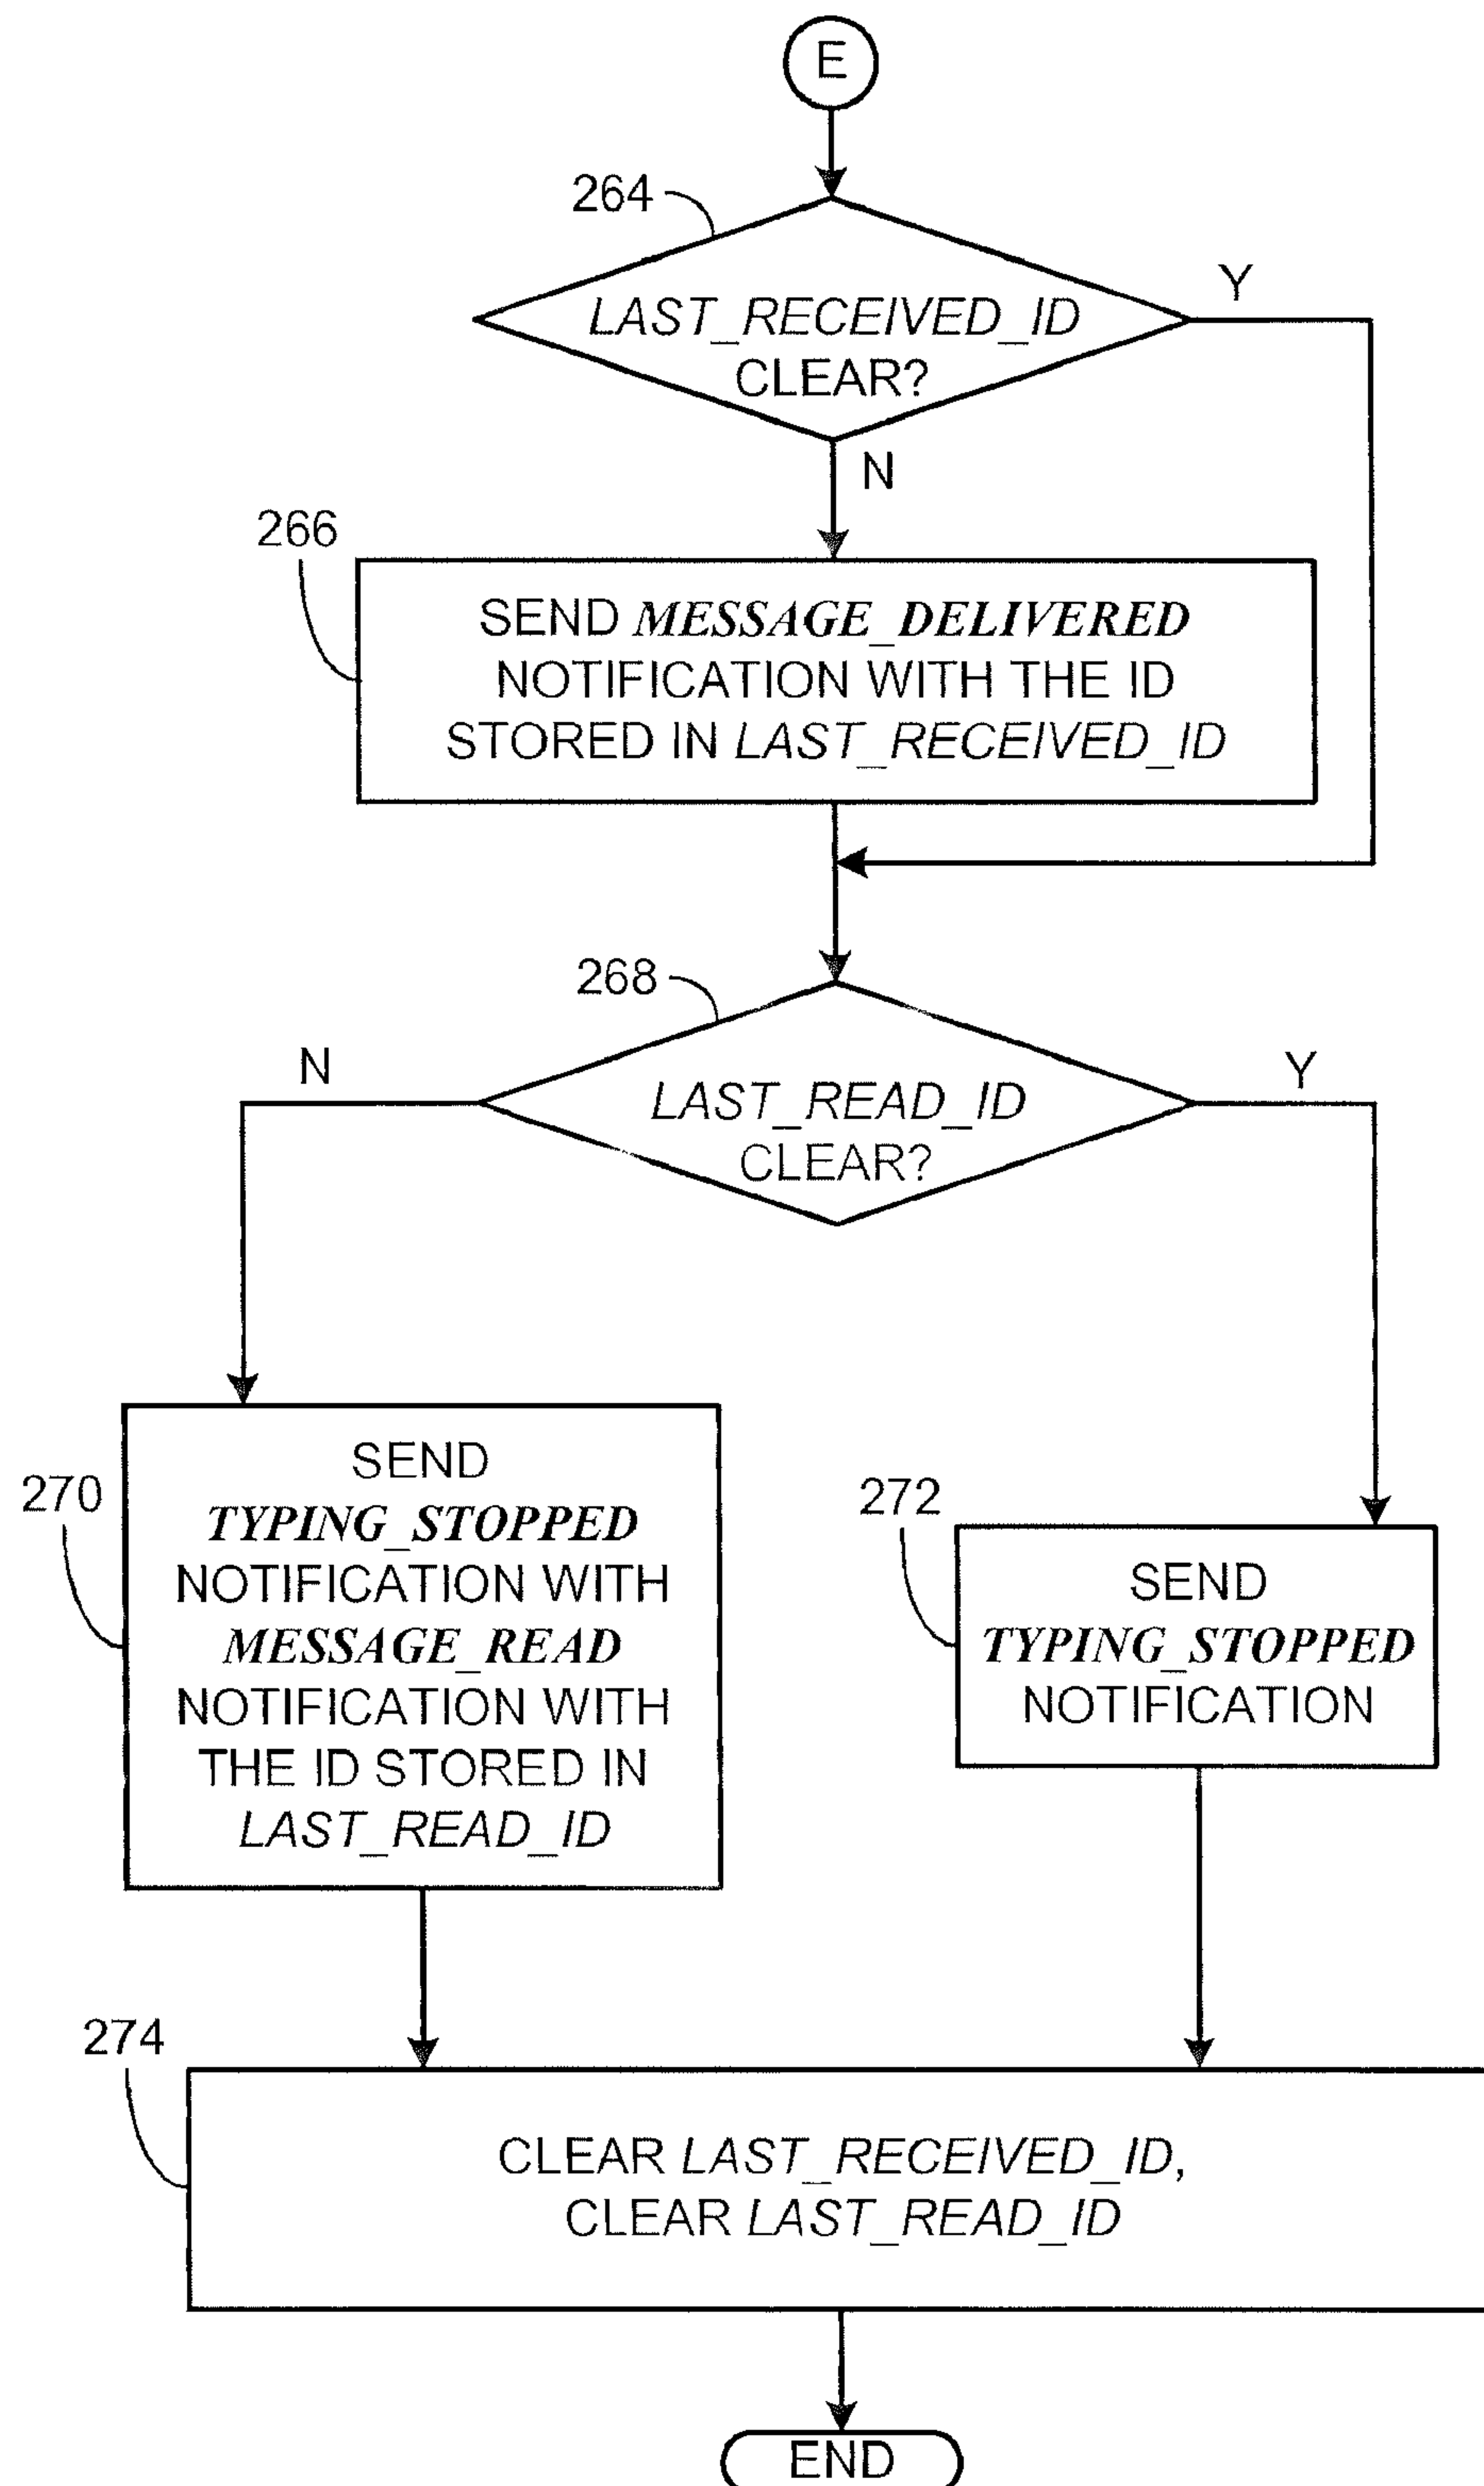 E
264
LAST_RECEIVED_ID
CLEAR?
Y
N
266
SEND MESSAGE_DELIVERED
NOTIFICATION WITH THE ID
STORED IN LAST_RECEIVED_ID
268
N
LAST_READ_ID
CLEAR?
Y
270
SEND
TYPING_STOPPED
NOTIFICATION WITH
MESSAGE_READ
NOTIFICATION WITH
THE ID STORED IN
LAST_READ_ID
272
SEND
TYPING_STOPPED
NOTIFICATION
274
CLEAR LAST_RECEIVED_ID,
CLEAR LAST_READ_ID
END